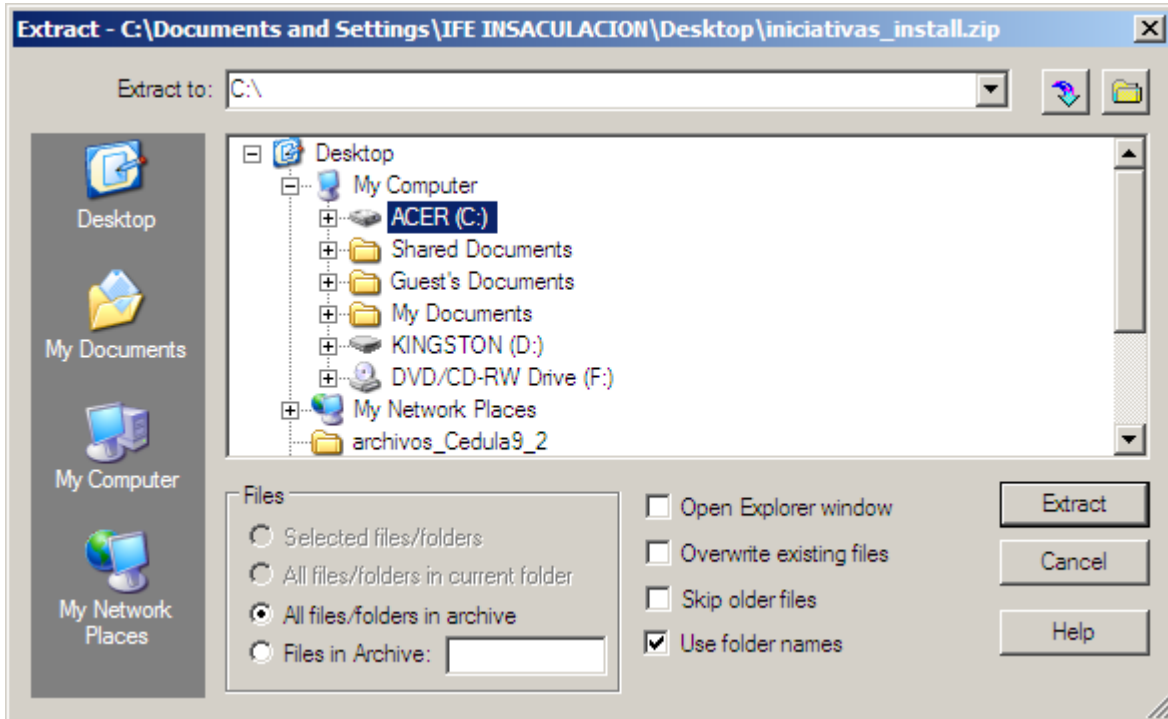 Extract - C:\Documents and Settings\IFE INSACULACION\Desktop\iniciativas_install.zip
Extract to: C:\
Desktop
My Documents
My Computer
My Network
Places
Desktop
My Computer
ACER (C:)
Shared Documents
Guest's Documents
My Documents
KINGSTON (D:)
DVD/CD-RW Drive (F:)
My Network Places
archivos_Cedula9_2
Files
Selected files/folders
All files/folders in current folder
All files/folders in archive
Files in Archive:
Open Explorer window
Overwrite existing files
Skip older files
Use folder names
Extract
Cancel
Help